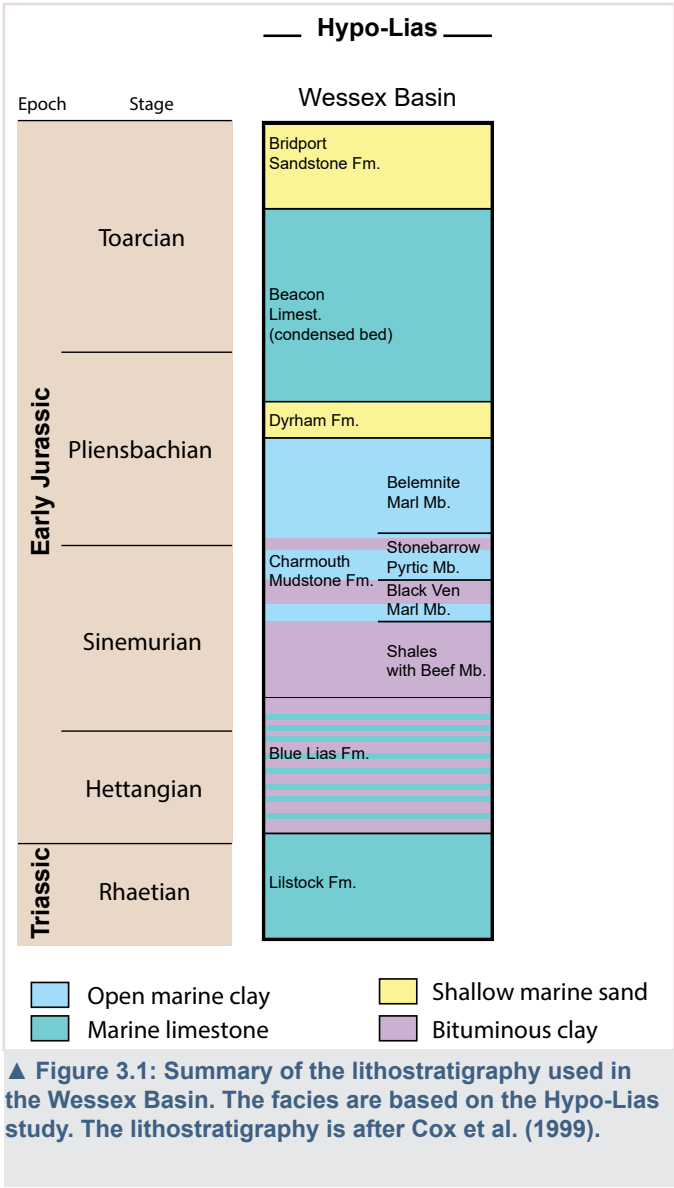 Hypo-Lias
Wessex Basin
Epoch Stage
Early Jurassic
Triassic
Toarcian
Pliensbachian
Sinemurian
Hettangian
Rhaetian
Bridport
Sandstone Fm.
Beacon
Limest.
(condensed bed)
Dyrham Fm.
Belemnite
Marl Mb.
Charmouth
Mudstone Fm.
Stonebarrow
Pyrtic Mb.
Black Ven
Marl Mb.
Shales
with Beef Mb.
Blue Lias Fm.
Lilstock Fm.
Open marine clay
Marine limestone
Shallow marine sand
Bituminous clay
▲ Figure 3.1: Summary of the lithostratigraphy used in
the Wessex Basin. The facies are based on the Hypo-Lias
study. The lithostratigraphy is after Cox et al. (1999).